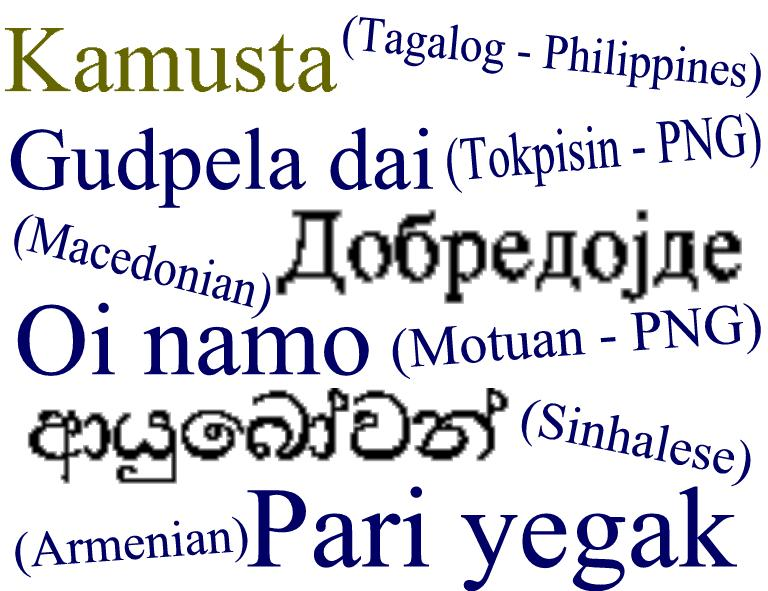 Kamusta (Tagalog - Philippines)
Gudpela dai (Tokpisin - PNG)
(Macedonian) Добредојде
Oi namo (Motuan - PNG)
ආයුබෝවන් (Sinhalese)
(Armenian) Pari yegak